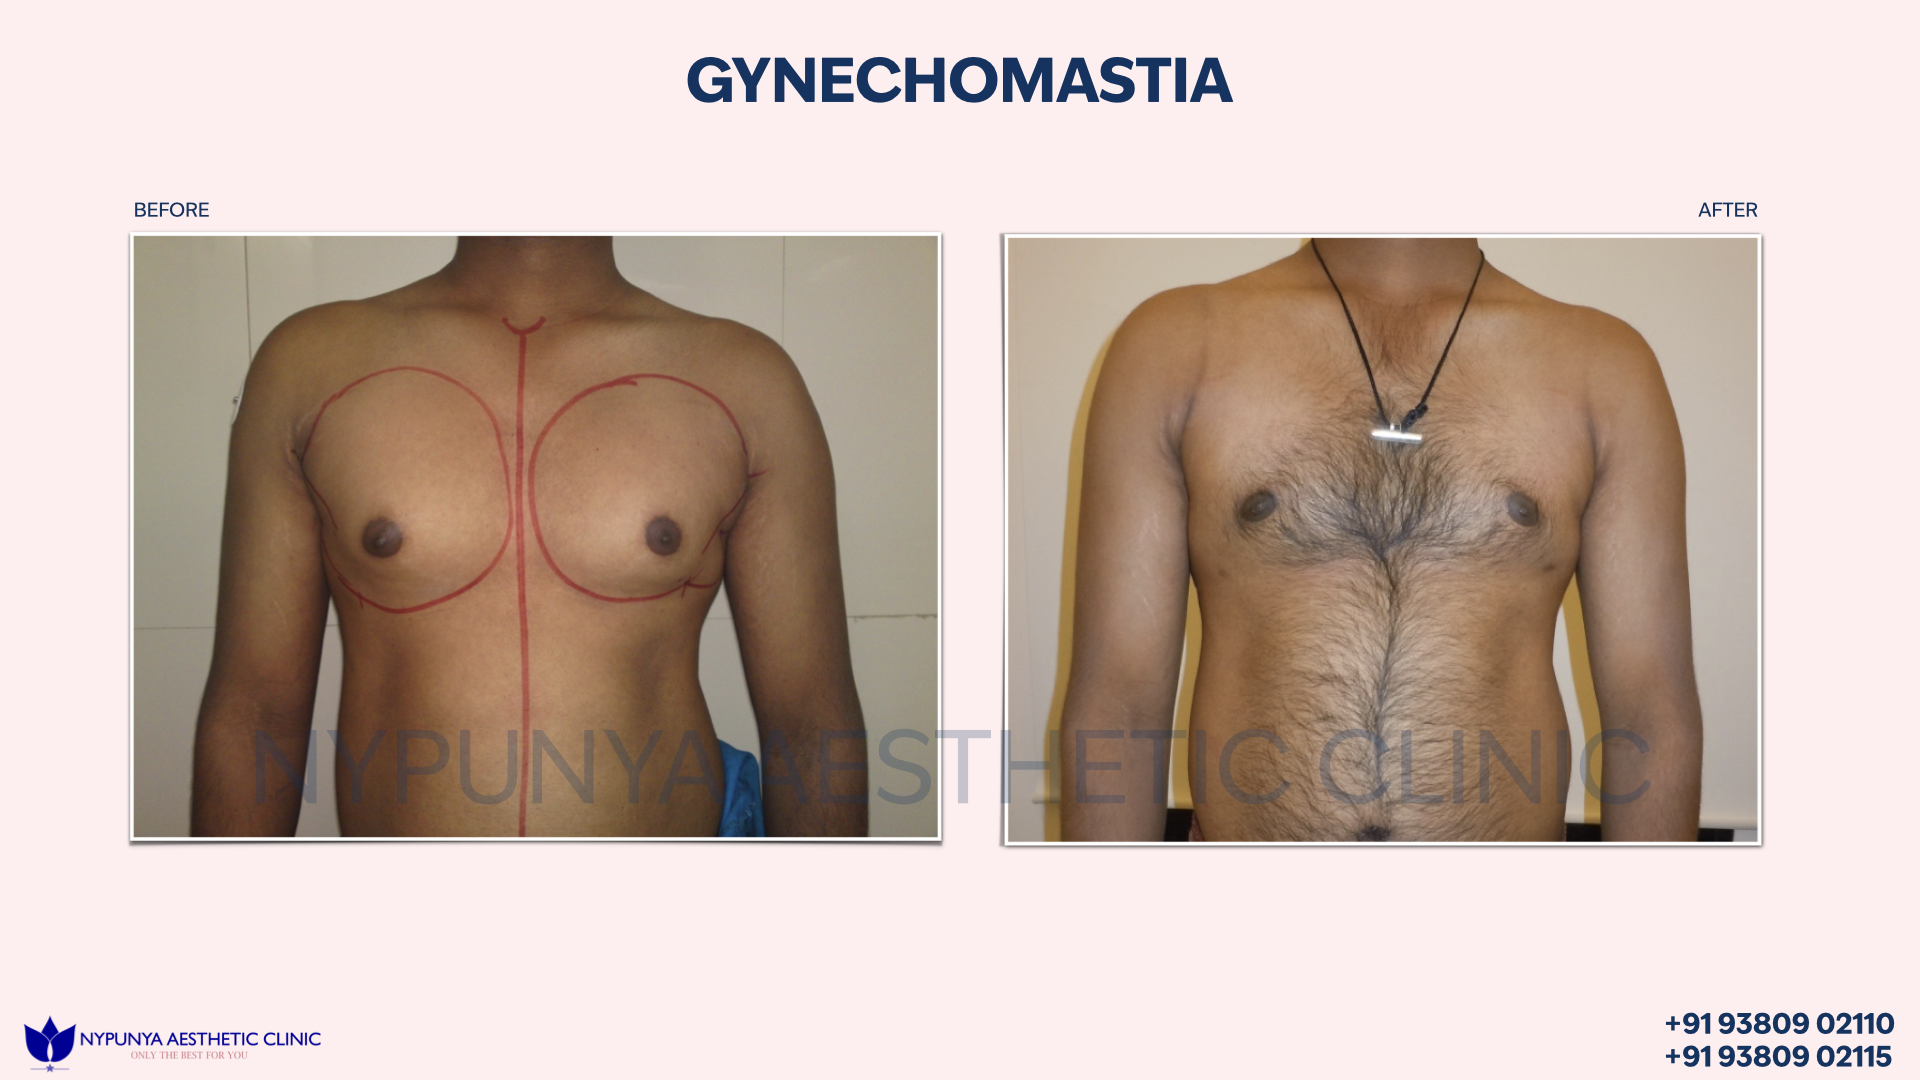 GYNECHOMASTIA
BEFORE
AFTER
NYPUNYA AESTHETIC CLINIC
NYPUNYA AESTHETIC CLINIC
ONLY THE BEST FOR YOU
+91 93809 02110
+91 93809 02115